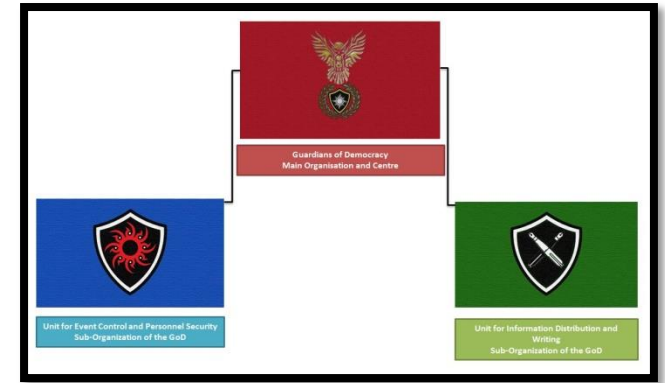 Guardians of Democracy
Main Organisation and Centre
Unit for Event Control and Personnel Security
Sub-Organization of the GoD
Unit for Information Distribution and
Writing
Sub-Organization of the GoD